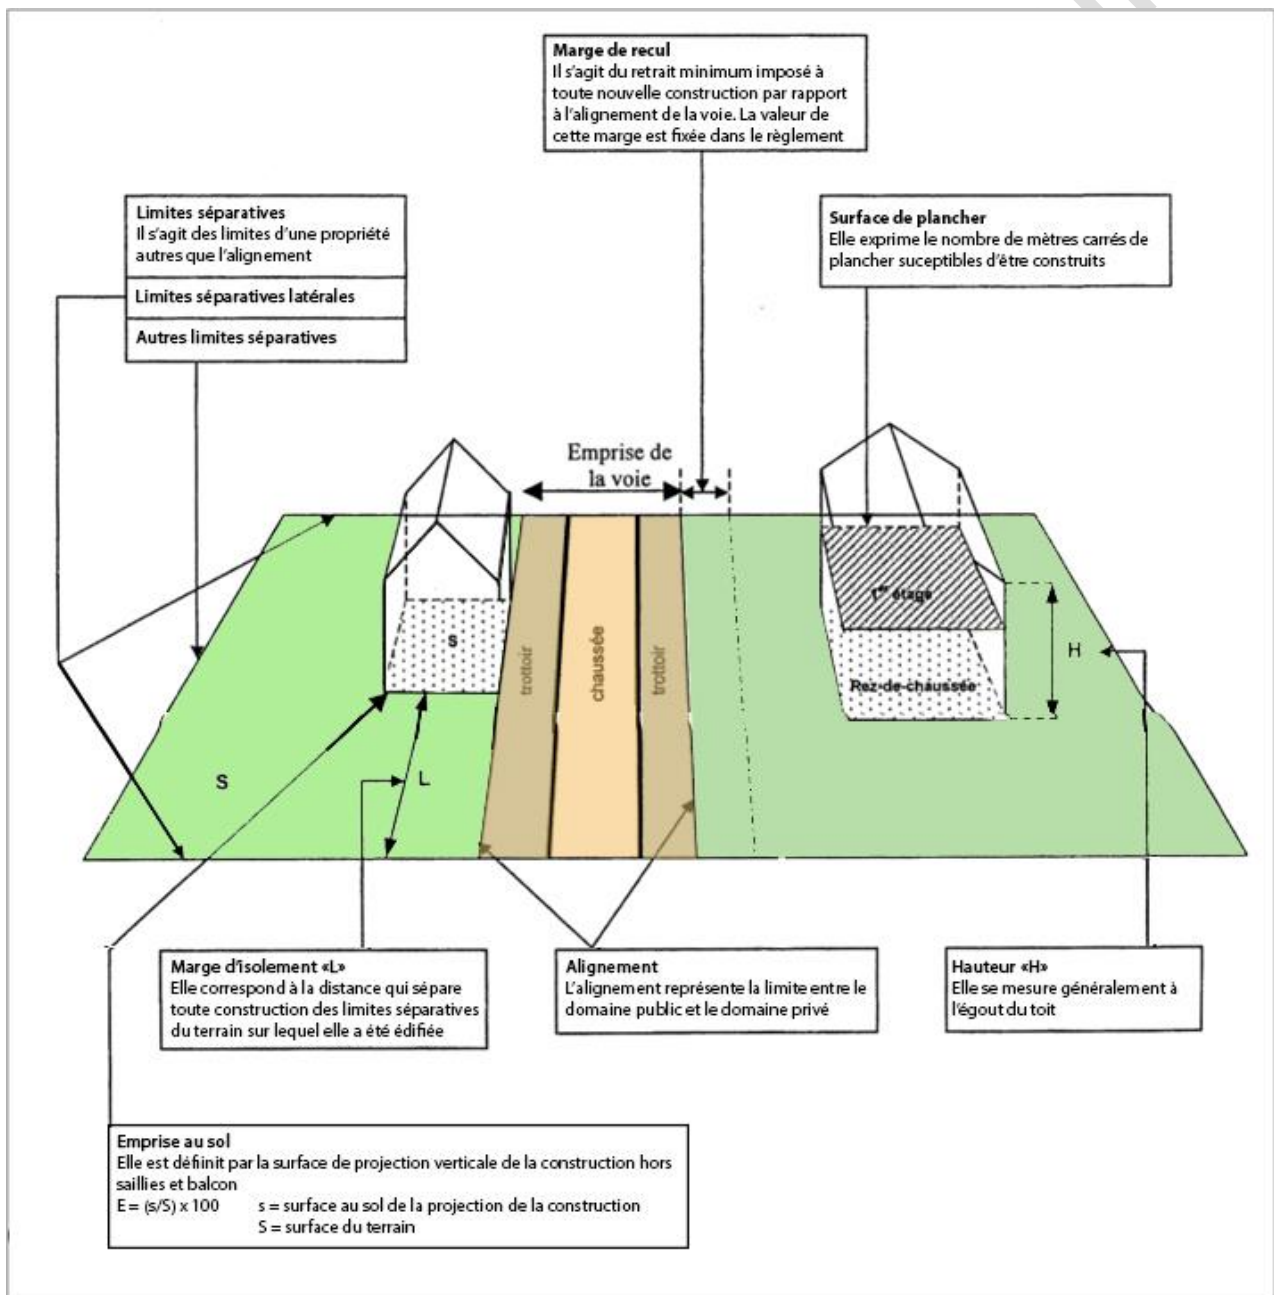 Marge de recul
Il s'agit du retrait minimum imposé à
toute nouvelle construction par rapport
à l'alignement de la voie. La valeur de
cette marge est fixée dans le règlement
Limites séparatives
Il s'agit des limites d'une propriété
autres que l'alignement
Limites séparatives latérales
Autres limites séparatives
Surface de plancher
Elle exprime le nombre de mètres carrés de
plancher suceptibles d'être construits
Emprise de
la voie
1er étage
Rez-de-chaussée
H
s
trottoir
chaussée
trottoir
S
L
Marge d'isolement «L»
Elle correspond à la distance qui sépare
toute construction des limites séparatives
du terrain sur lequel elle a été édifiée
Alignement
L'alignement représente la limite entre le
domaine public et le domaine privé
Hauteur «H»
Elle se mesure généralement à
l'égout du toit
Emprise au sol
Elle est défiinit par la surface de projection verticale de la construction hors
saillies et balcon
E = (s/S) x 100 s = surface au sol de la projection de la construction
S = surface du terrain